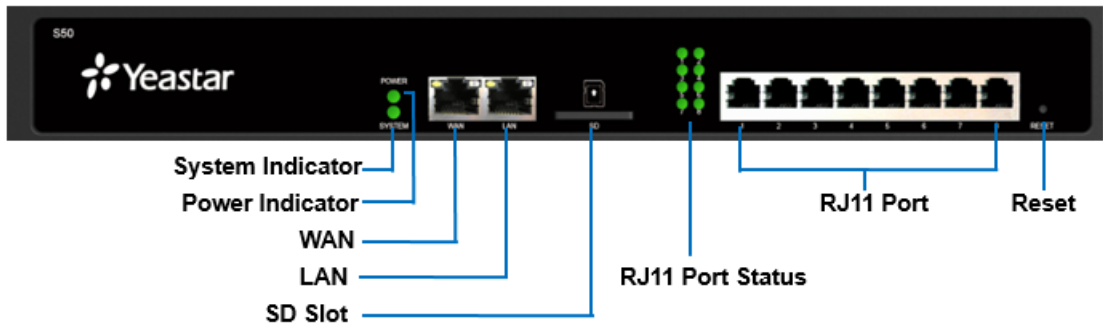 S50
Yeastar
POWER
SYSTEM
WAN
LAN
SD
1 2 3 4 5 6 7 8
RESET
System Indicator
Power Indicator
WAN
LAN
SD Slot
RJ11 Port Status
RJ11 Port
Reset